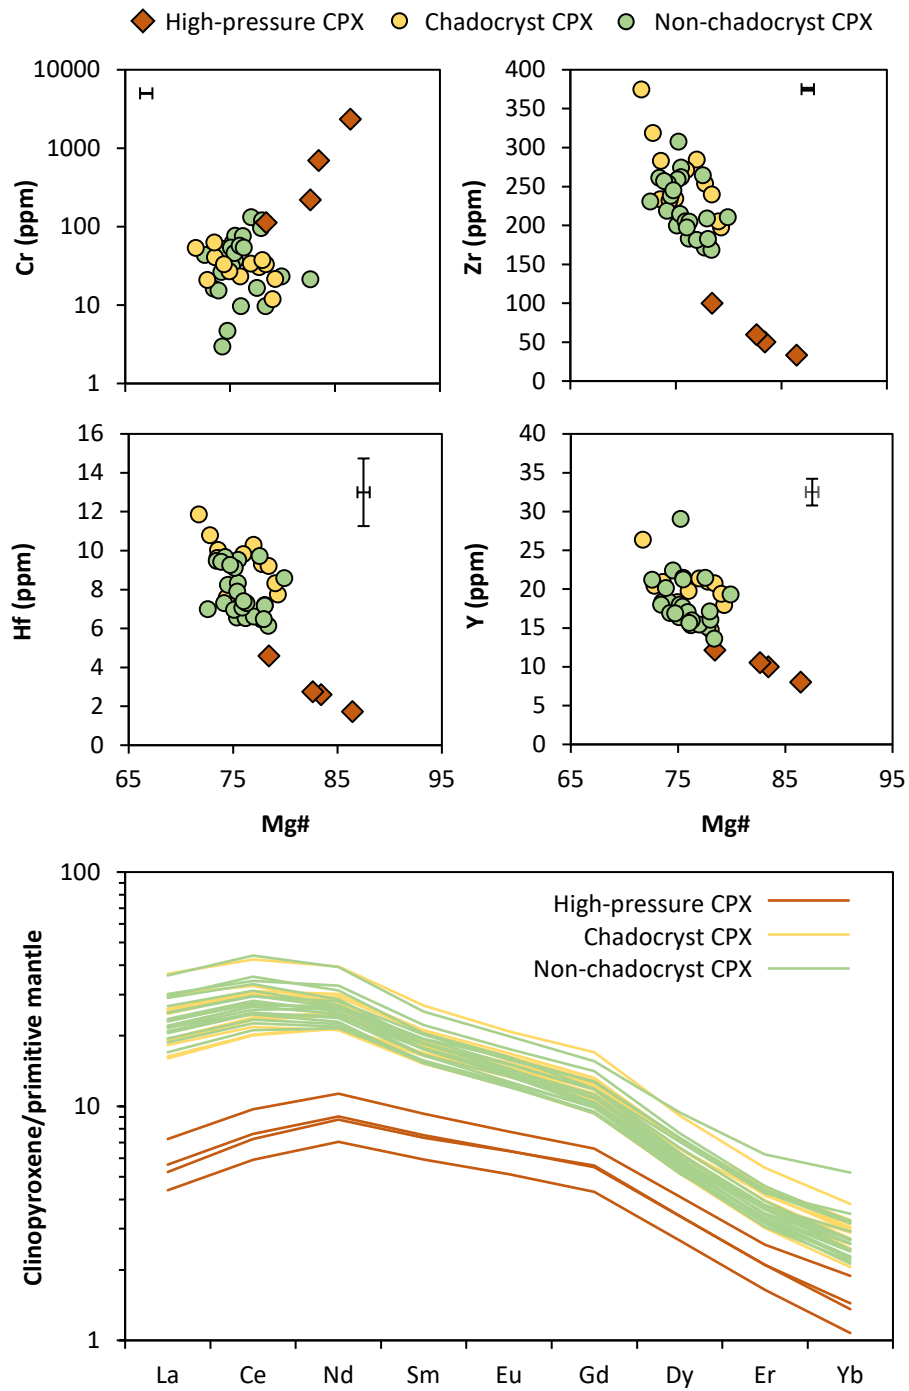 High-pressure CPX Chadocryst CPX Non-chadocryst CPX
10000
1000
100
10
1
Cr (ppm)
400
350
300
250
200
150
100
50
0
Zr (ppm)
16
14
12
10
8
6
4
2
0
Hf (ppm)
65 75 85 95
Mg#
40
35
30
25
20
15
10
5
0
Y (ppm)
65 75 85 95
Mg#
100
10
1
Clinopyroxene/primitive mantle
High-pressure CPX
Chadocryst CPX
Non-chadocryst CPX
La Ce Nd Sm Eu Gd Dy Er Yb